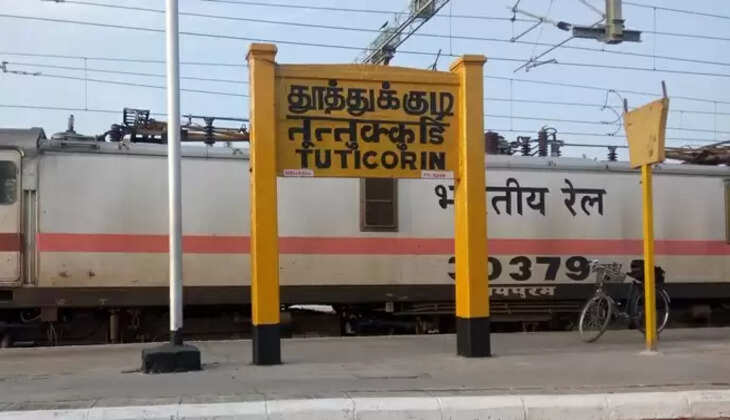 தூத்துக்குடி
तूत्तुक्कुडि
TUTICORIN
भारतीय रेल
30379